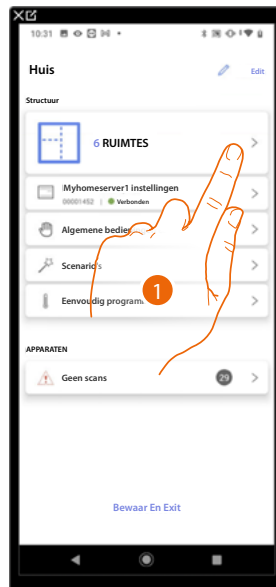 10:31
Huis
Edit
Structuur
6 RUIMTES
Myhomeserver1 instellingen
00001452 | Verbonden
Algemene bedie
Scenario's
Eenvoudig program
1
APPARATEN
Geen scans
29
Bewaar En Exit